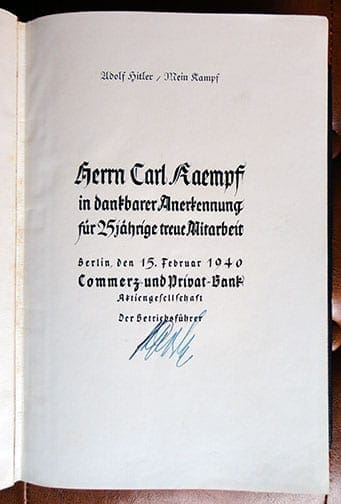 Adolf Hitler / Mein Kampf
Herrn Carl Kaempf
in dankbarer Anerkennung
für 25jährige treue Mitarbeit
Berlin, den 15. Februar 1940
Commerz- und Privat-Bank
Aktiengesellschaft
Der Betriebsführer